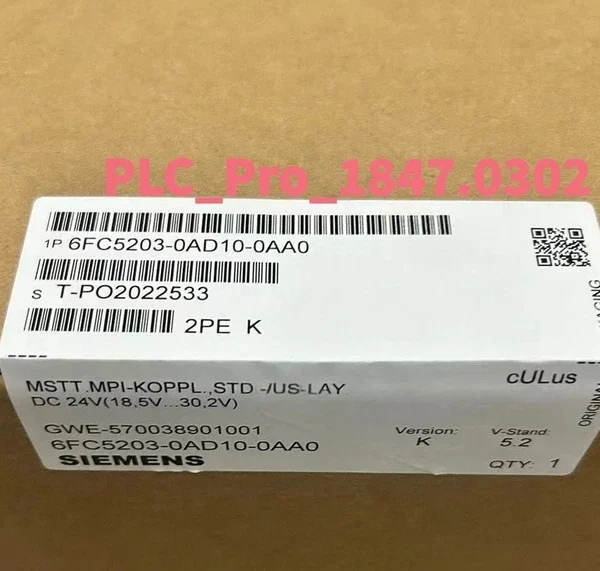 PLC_Pro_1847.0302
1P 6FC5203-0AD10-0AA0
S T-PO2022533
2PE K
MSTT.MPI-KOPPL.,STD -/US-LAY
DC 24V(18,5V...30,2V)
cULus
GWE-570038901001
6FC5203-0AD10-0AA0
SIEMENS
Version:
K
V-Stand:
5.2
QTY: 1
ORIGINAL